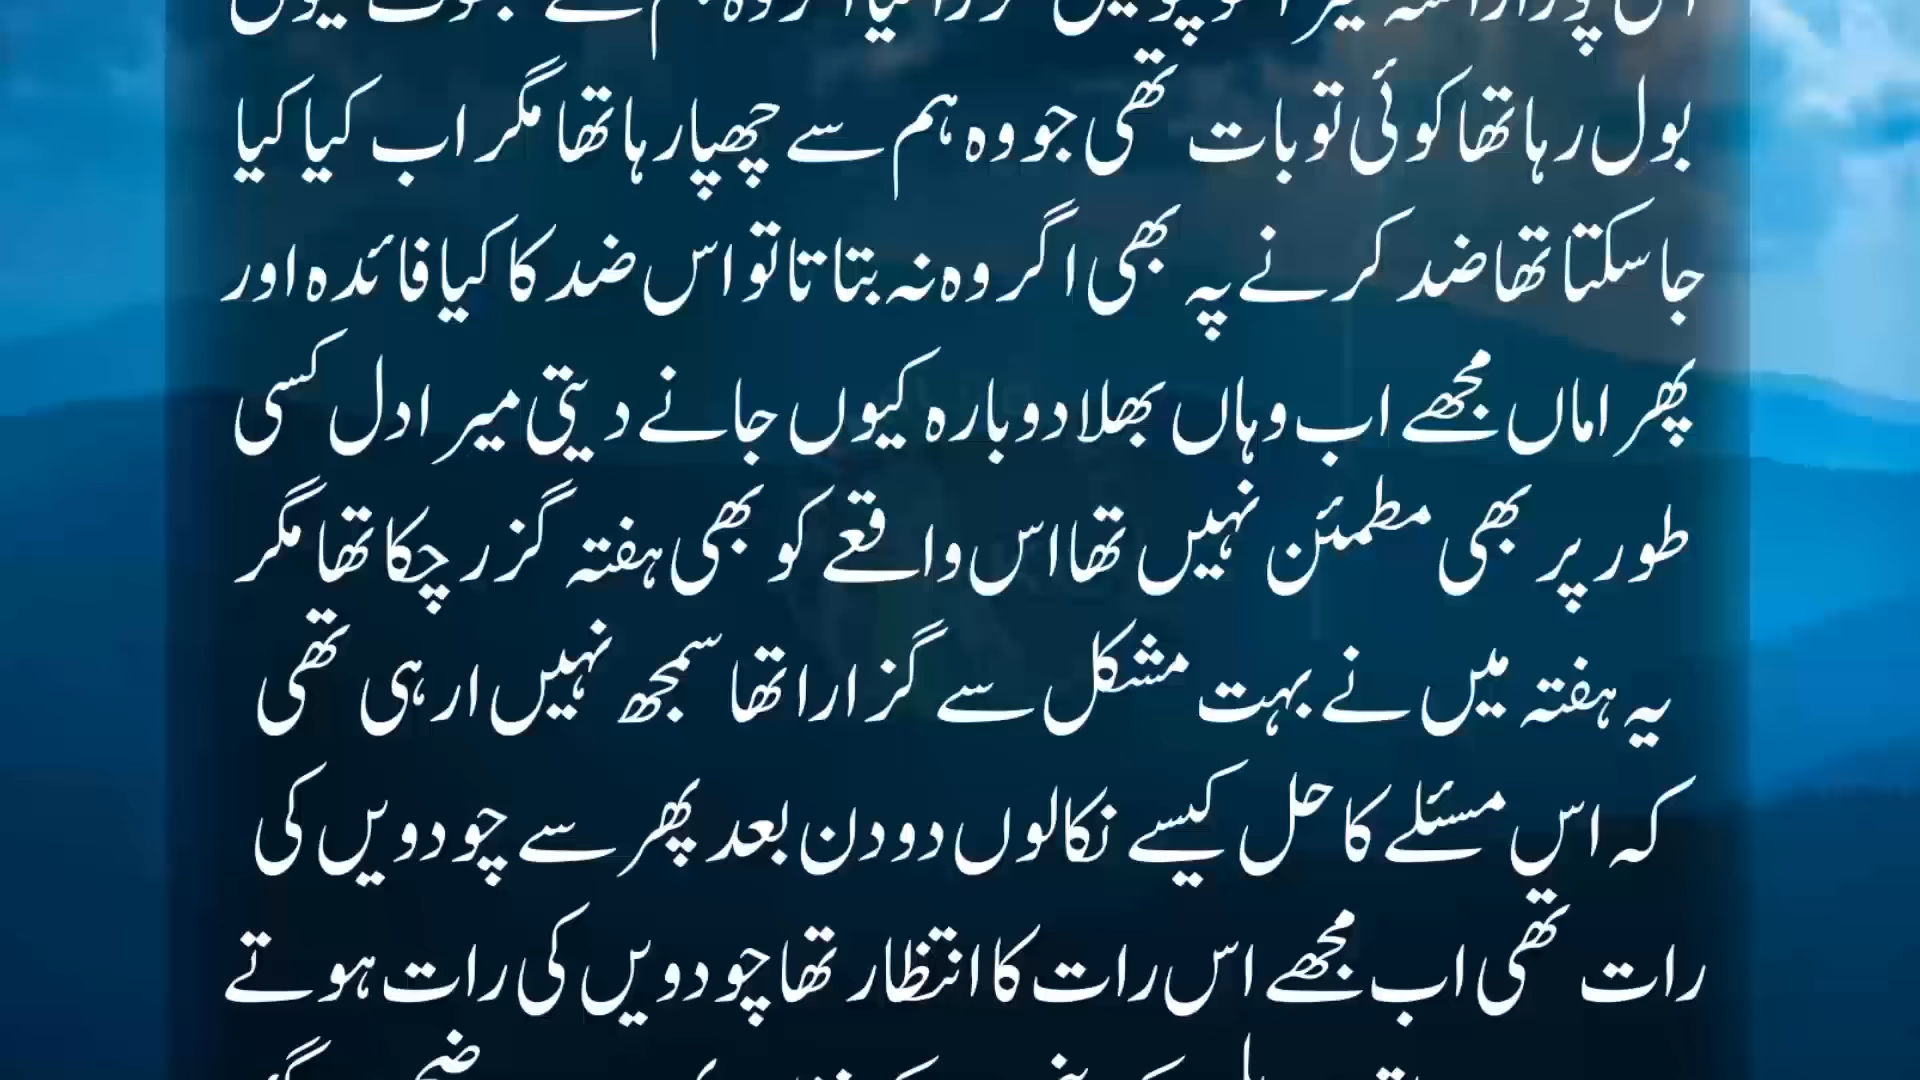 بول رہا تھا کوئی تو بات تھی جو وہ ہم سے چھپا رہا تھا مگر اب کیا کیا
جا سکتا تھا ضد کرنے پہ بھی اگر وہ نہ بتاتا تو اس ضد کا کیا فائدہ اور
پھر اماں مجھے اب وہاں بھلا دوبارہ کیوں جانے دیتی میرا دل کسی
طور پر بھی مطمئن نہیں تھا اس واقعے کو بھی ہفتہ گزر چکا تھا مگر
یہ ہفتہ میں نے بہت مشکل سے گزارا تھا سمجھ نہیں ا رہی تھی
کہ اس مسئلے کا حل کیسے نکالوں دو دن بعد پھر سے چودویں کی
رات تھی اب مجھے اس رات کا انتظار تھا چودویں کی رات ہوتے